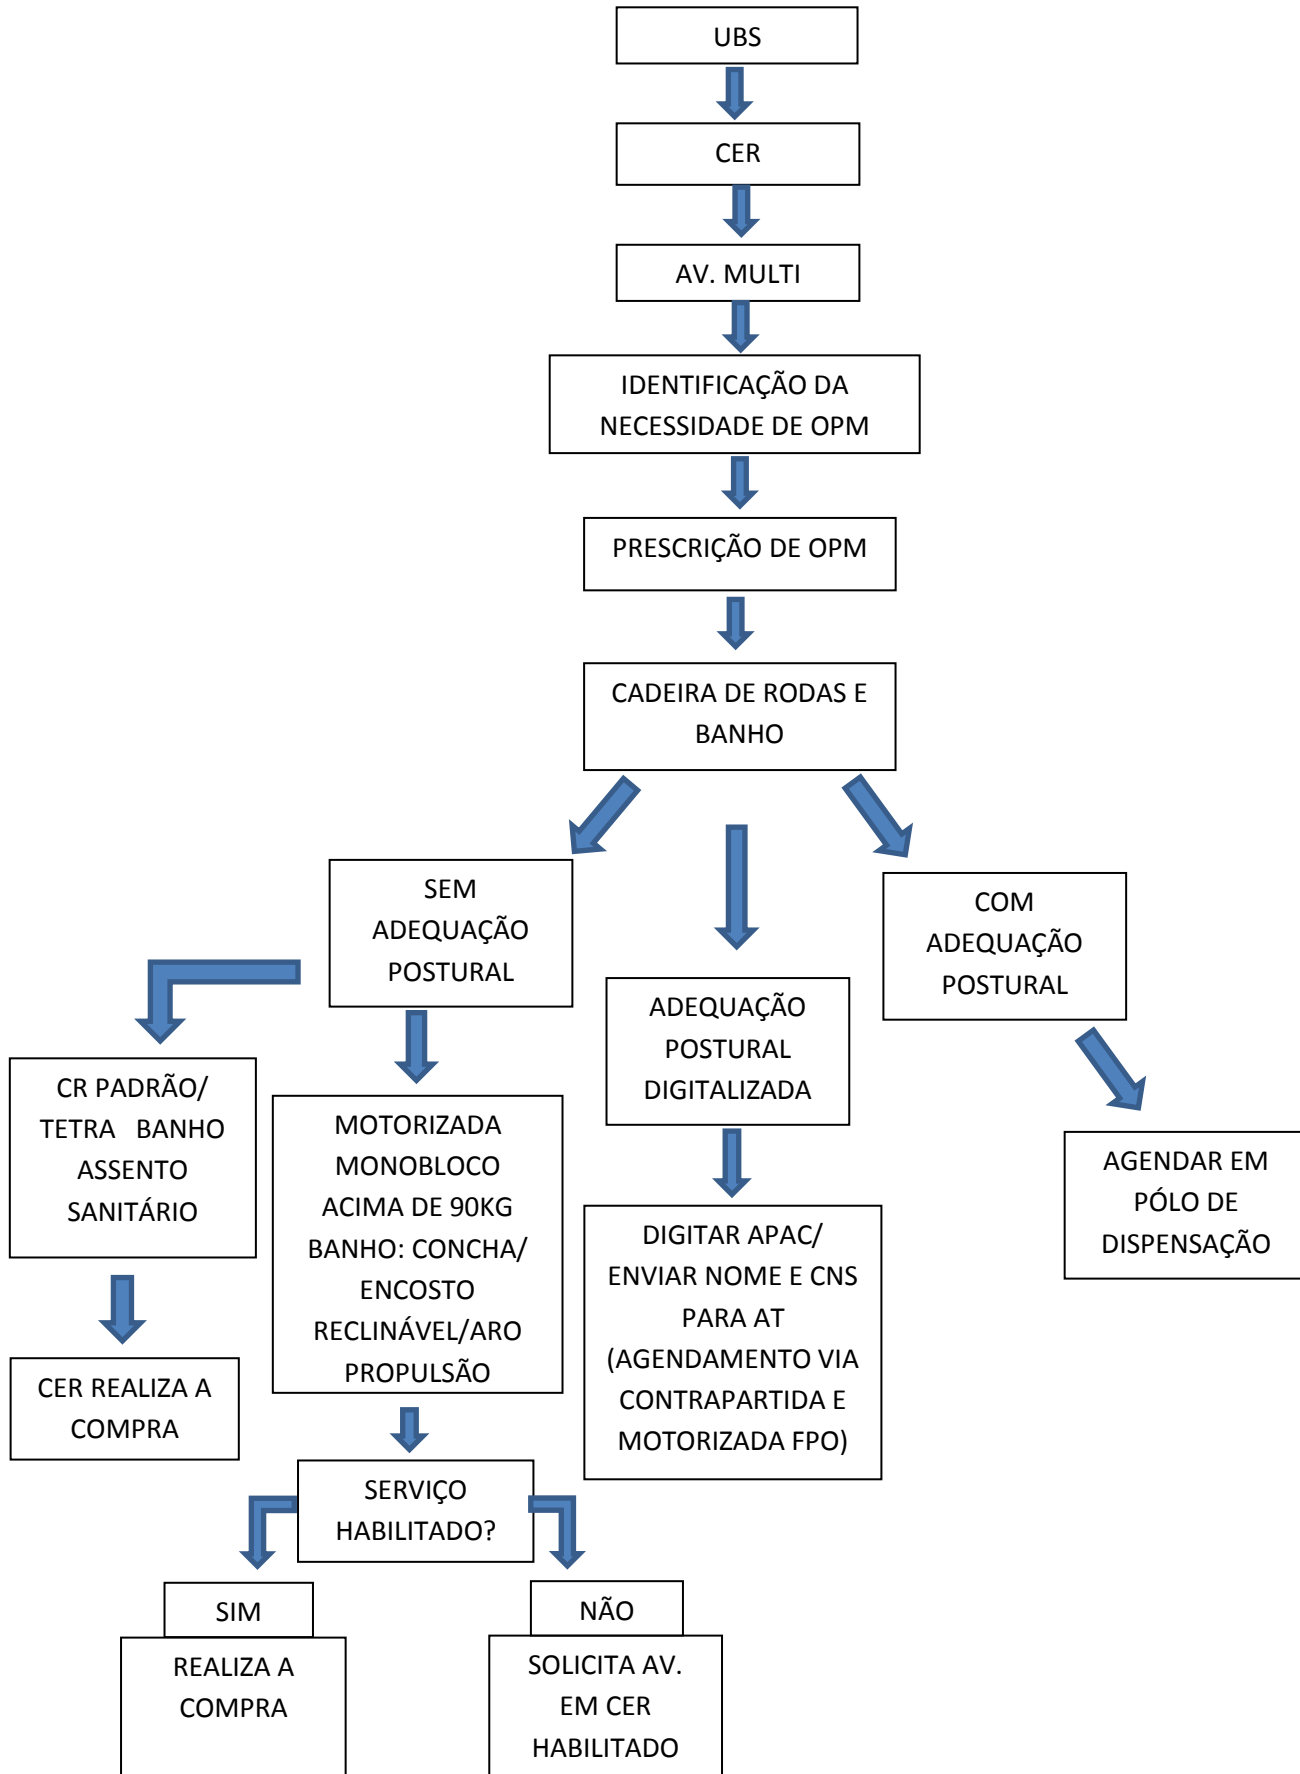 UBS
CER
AV. MULTI
IDENTIFICAÇÃO DA
NECESSIDADE DE OPM
PRESCRIÇÃO DE OPM
CADEIRA DE RODAS E
BANHO
SEM
ADEQUAÇÃO
POSTURAL
COM
ADEQUAÇÃO
POSTURAL
ADEQUAÇÃO
POSTURAL
DIGITALIZADA
CR PADRÃO/
TETRA BANHO
ASSENTO
SANITÁRIO
MOTORIZADA
MONOBLOCO
ACIMA DE 90KG
BANHO: CONCHA/
ENCOSTO
RECLINÁVEL/ARO
PROPULSÃO
DIGITAR APAC/
ENVIAR NOME E CNS
PARA AT
(AGENDAMENTO VIA
CONTRAPARTIDA E
MOTORIZADA FPO)
AGENDAR EM
PÓLO DE
DISPENSAÇÃO
CER REALIZA A
COMPRA
SERVIÇO
HABILITADO?
SIM
REALIZA A
COMPRA
NÃO
SOLICITA AV.
EM CER
HABILITADO